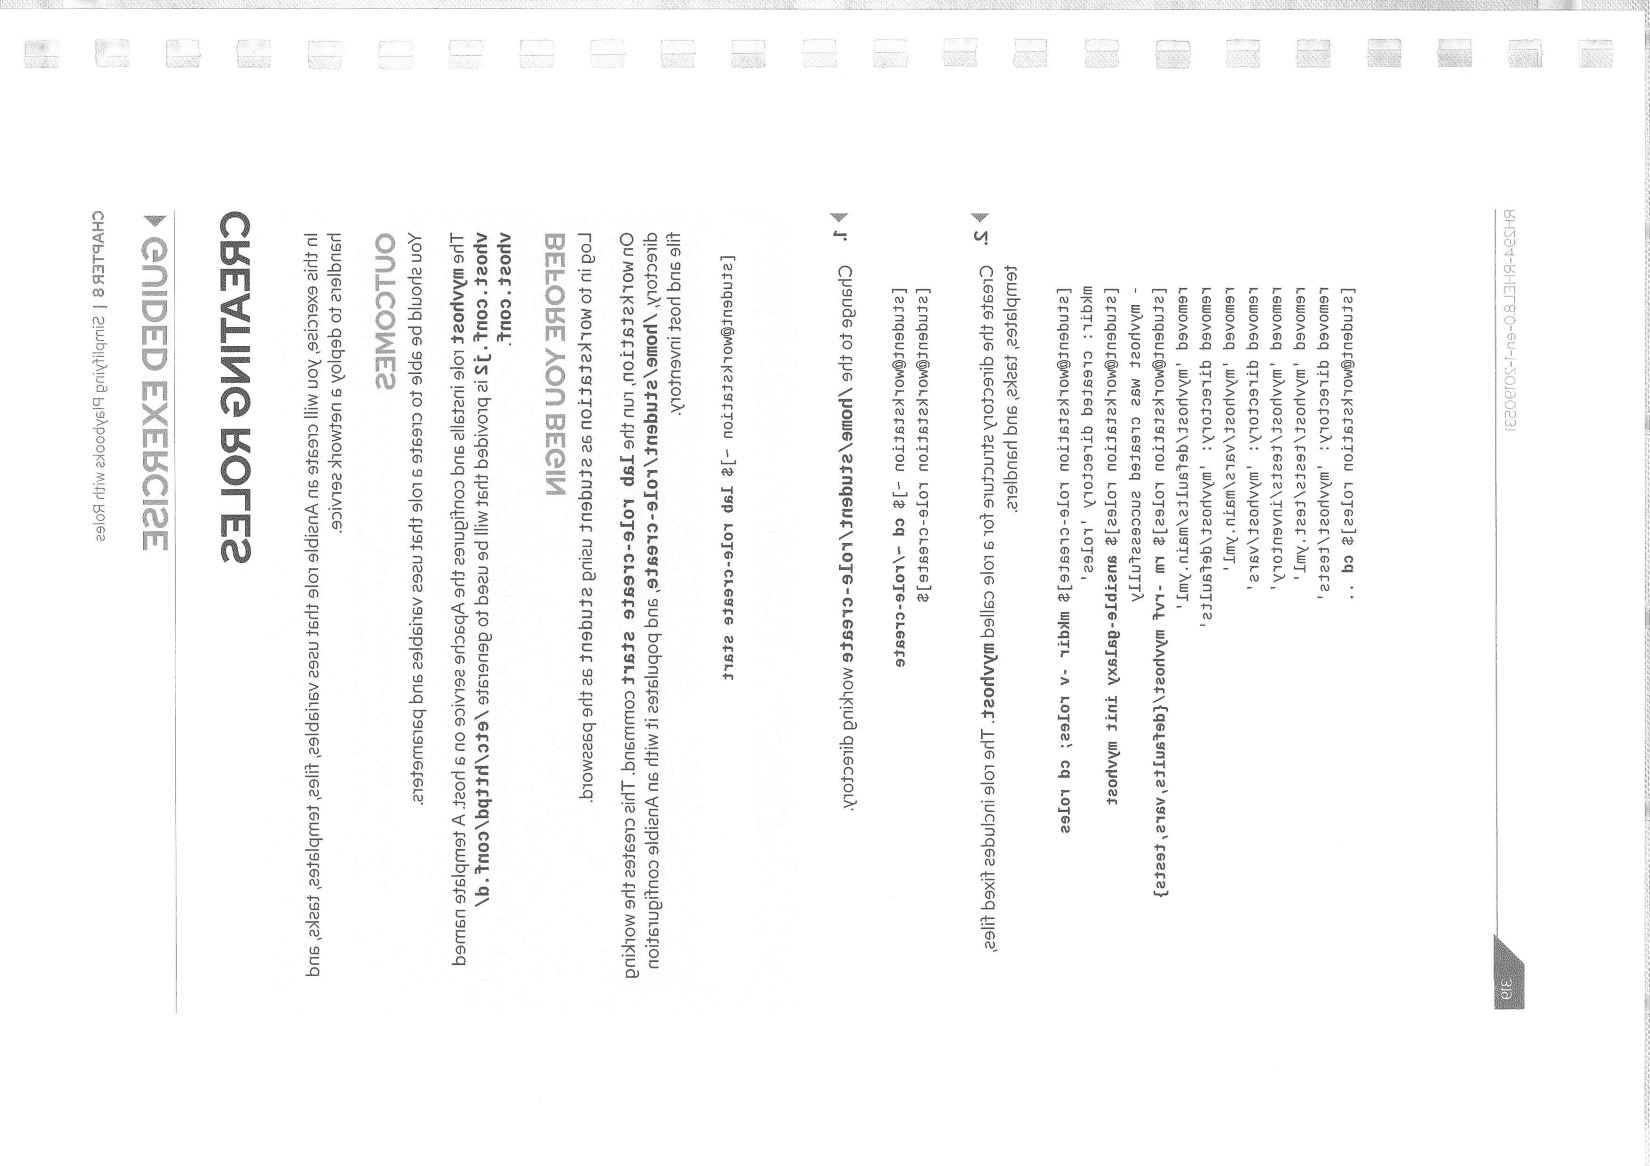 CHAPTER 8 | Simplifying Playbooks with Roles
GUIDED EXERCISE
CREATING ROLES
In this exercise, you will create an Ansible role that uses variables, files, templates, tasks, and
handlers to deploy a network service.
OUTCOMES
You should be able to create a role that uses variables and parameters.
The myvhost role installs and configures the Apache service on a host. A template named
vhost.conf.j2 is provided that will be used to generate /etc/httpd/conf.d/
vhost.conf.
BEFORE YOU BEGIN
Log in to workstation as student using student as the password.
On workstation, run the lab role-create start command. This creates the working
directory, /home/student/role-create, and populates it with an Ansible configuration
file and host inventory.
[student@workstation ~]$ lab role-create start
1. Change to the /home/student/role-create working directory.
[student@workstation ~]$ cd ~/role-create
[student@workstation role-create]$
2. Create the directory structure for a role called myvhost. The role includes fixed files,
templates, tasks, and handlers.
[student@workstation role-create]$ mkdir -v roles; cd roles
mkdir: created directory 'roles'
[student@workstation roles]$ ansible-galaxy init myvhost
- myvhost was created successfully
[student@workstation roles]$ rm -rvf myvhost/{defaults,vars,tests}
removed 'myvhost/defaults/main.yml'
removed directory: 'myvhost/defaults'
removed 'myvhost/vars/main.yml'
removed directory: 'myvhost/vars'
removed 'myvhost/tests/inventory'
removed 'myvhost/tests/test.yml'
removed directory: 'myvhost/tests'
[student@workstation roles]$ cd ..
RH294-RHEL8.0-en-1-20190531
319